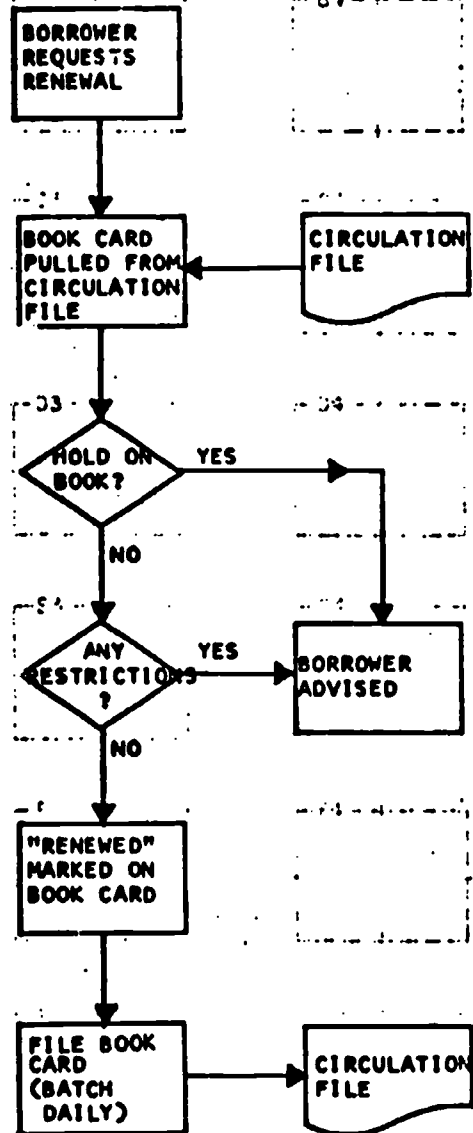 BORROWER
REQUESTS
RENEWAL
BOOK CARD
PULLED FROM
CIRCULATION
FILE
CIRCULATION
FILE
HOLD ON
BOOK?
YES
NO
ANY
RESTRICTIONS
?
YES
BORROWER
ADVISED
NO
"RENEWED"
MARKED ON
BOOK CARD
FILE BOOK
CARD
(BATCH
DAILY)
CIRCULATION
FILE